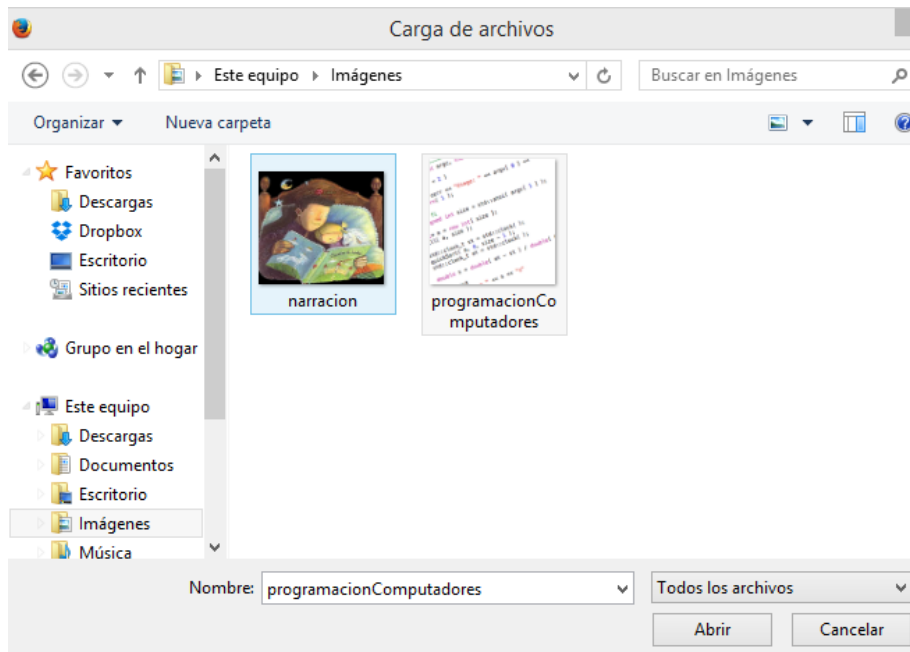 Carga de archivos
Este equipo Imágenes
Buscar en Imágenes
Organizar
Nueva carpeta
Favoritos
Descargas
Dropbox
Escritorio
Sitios recientes
Grupo en el hogar
Este equipo
Descargas
Documentos
Escritorio
Imágenes
Música
narracion
programacionCo
mputadores
Nombre: programacionComputadores
Todos los archivos
Abrir
Cancelar